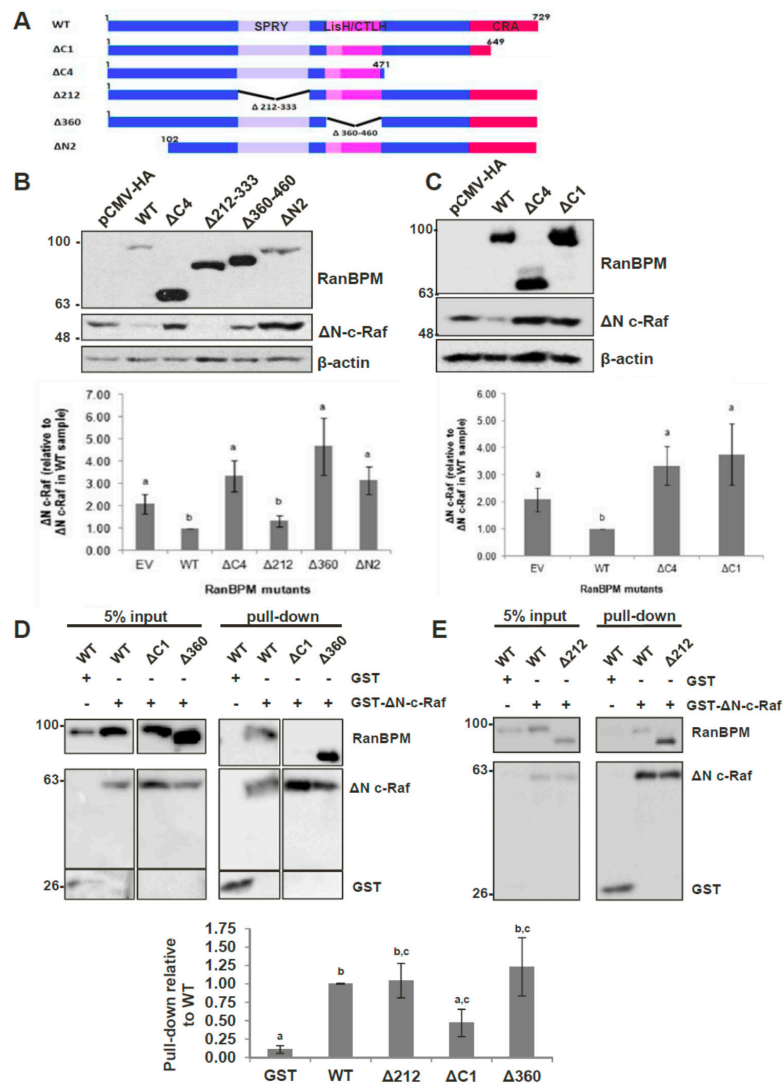 A
WT 1 SPRY LisH/CTLH CRA 729
ΔC1 1 649
ΔC4 1 471
Δ212 1
Δ 212-333
Δ360 1
Δ 360-460
ΔN2 102
B
pCMV-HA WT ΔC4 Δ212-333 Δ360-460 ΔN2
100
RanBPM
63
ΔN-c-Raf
48
β-actin
ΔN c-Raf (relative to
ΔN c-Raf in WT sample)
7.00
6.00
5.00
4.00
3.00
2.00
1.00
0.00
a b a b a a
EV WT ΔC4 Δ212 Δ360 ΔN2
RanBPM mutants
C
pCMV-HA WT ΔC4 ΔC1
100
RanBPM
63
ΔN c-Raf
48
β-actin
ΔN c-Raf (relative to
ΔN c-Raf in WT sample)
6.00
5.00
4.00
3.00
2.00
1.00
0.00
a b a a
EV WT ΔC4 ΔC1
RanBPM mutants
D
5% input pull-down
WT WT ΔC1 Δ360 WT WT ΔC1 Δ360
+ - - - + - - - GST
- + + + - + + + GST-ΔN-c-Raf
100
RanBPM
63
ΔN c-Raf
26
GST
E
5% input pull-down
WT WT Δ212 WT WT Δ212
+ - - + - - GST
- + + - + + GST-ΔN-c-Raf
100
RanBPM
63
ΔN c-Raf
26
GST
Pull-down relative
to WT
1.75
1.50
1.25
1.00
0.75
0.50
0.25
0.00
a b b,c a,c b,c
GST WT Δ212 ΔC1 Δ360